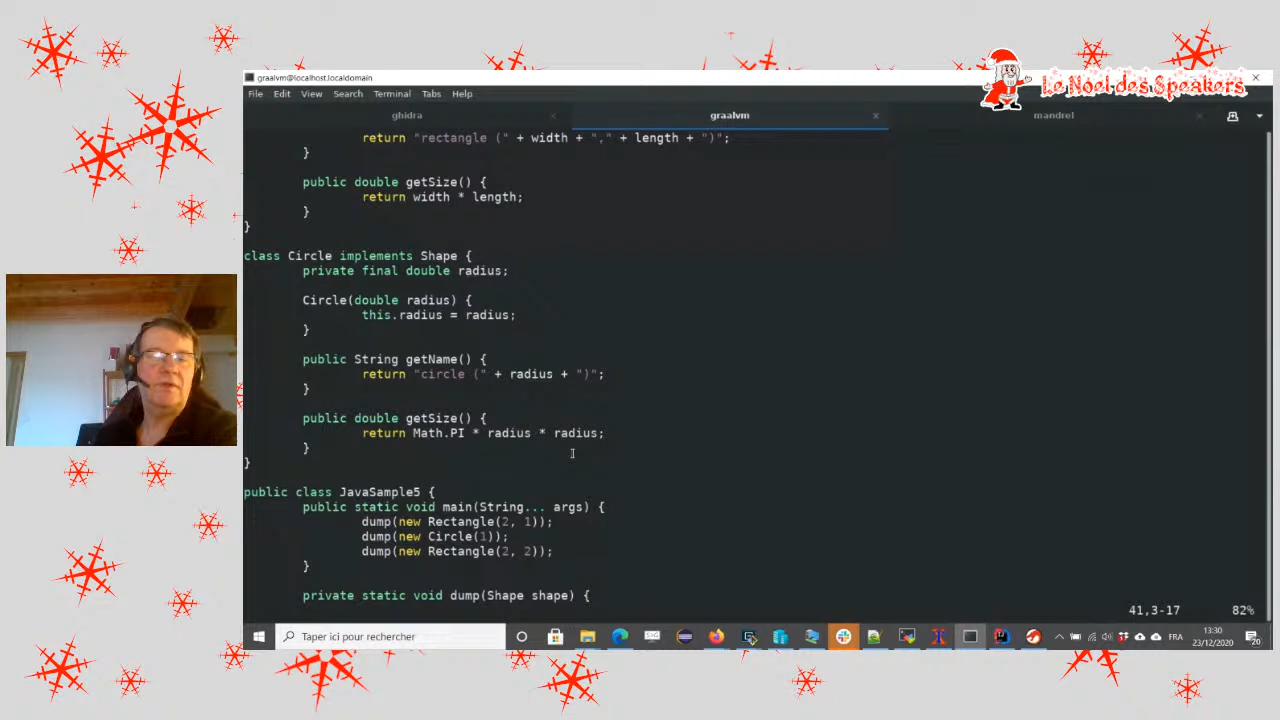 Le Noel des Speakers
graalvm@localhost.localdomain
File Edit View Search Terminal Tabs Help
ghidra graalvm mandrel
return "rectangle (" + width + "," + length + ")";
}
public double getSize() {
return width * length;
}
}
class Circle implements Shape {
private final double radius;
Circle(double radius) {
this.radius = radius;
}
public String getName() {
return "circle (" + radius + ")";
}
public double getSize() {
return Math.PI * radius * radius;
}
}
public class JavaSample5 {
public static void main(String... args) {
dump(new Rectangle(2, 1));
dump(new Circle(1));
dump(new Rectangle(2, 2));
}
private static void dump(Shape shape) {
41,3-17 82%
Taper ici pour rechercher
FRA
13:30
23/12/2020
20